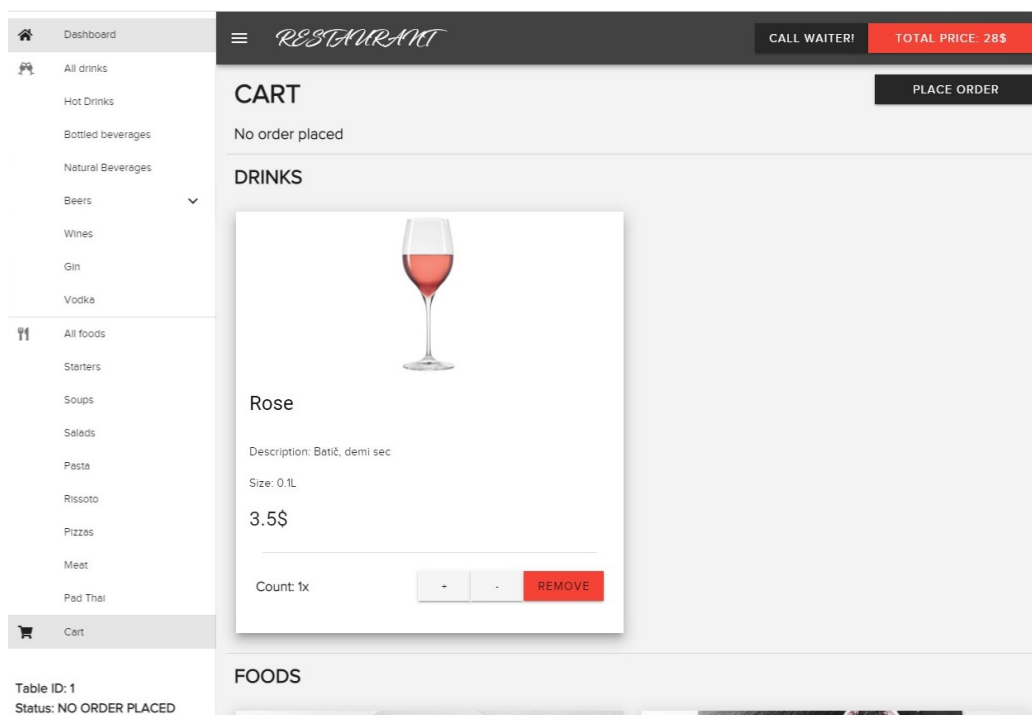 Dashboard
All drinks
Hot Drinks
Bottled beverages
Natural Beverages
Beers
Wines
Gin
Vodka
All foods
Starters
Soups
Salads
Pasta
Rissoto
Pizzas
Meat
Pad Thai
Cart
Table ID: 1
Status: NO ORDER PLACED
RESTAURANT
CALL WAITER!
TOTAL PRICE: 28$
CART
PLACE ORDER
No order placed
DRINKS
Rose
Description: Batič, demi sec
Size: 0.1L
3.5$
Count: 1x
+
-
REMOVE
FOODS